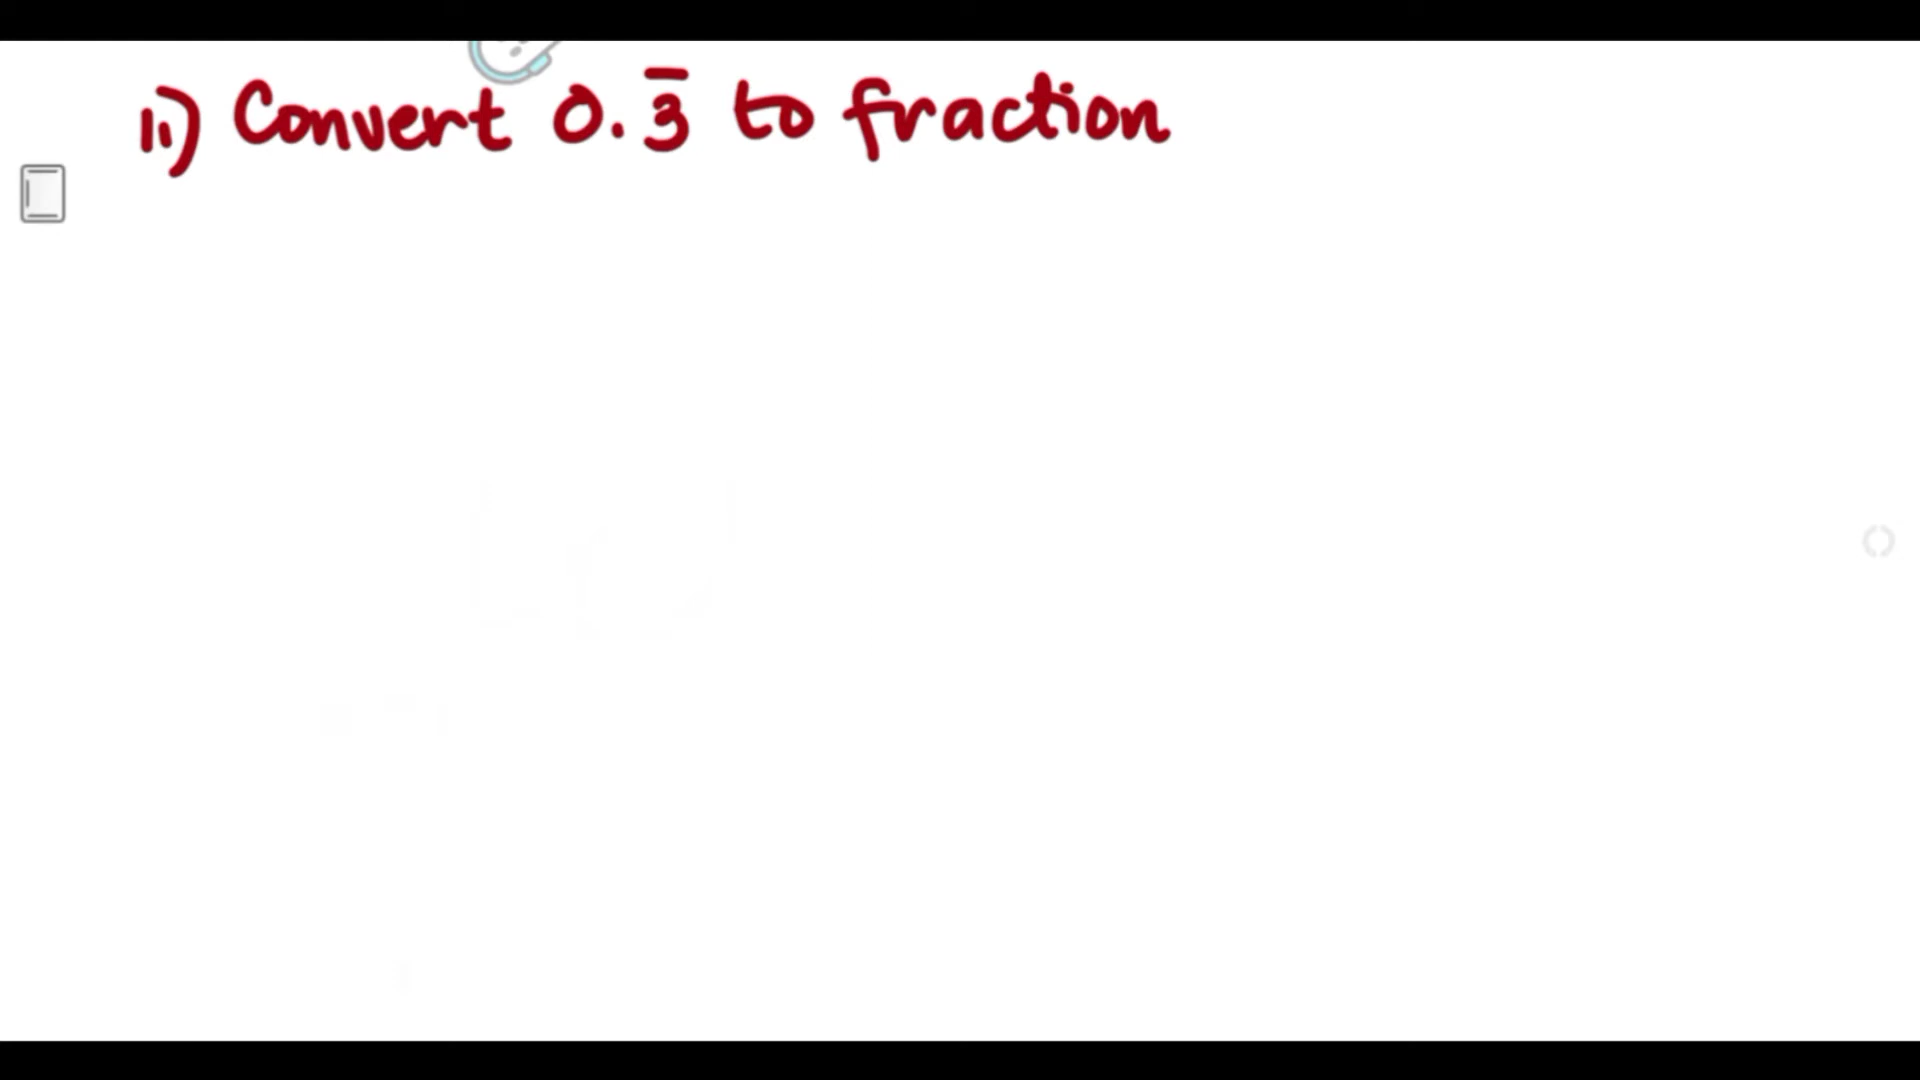 11.) Convert 0.3̅ to fraction